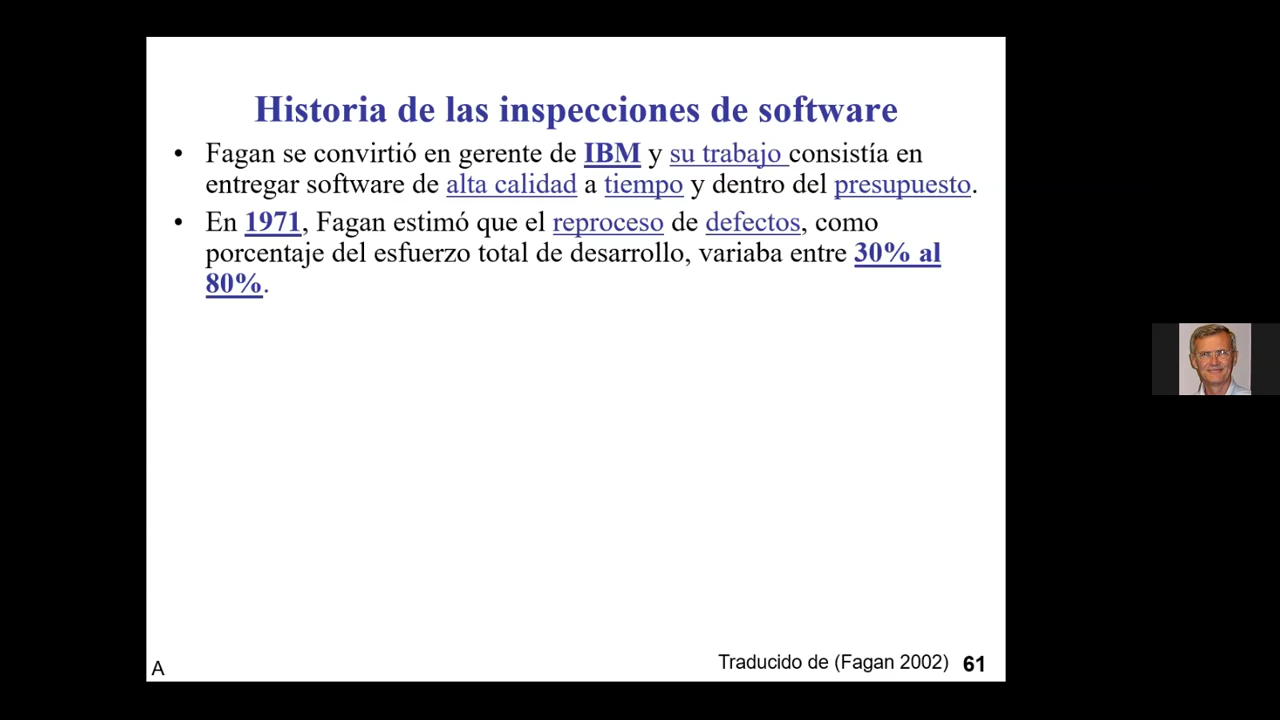 Historia de las inspecciones de software
• Fagan se convirtió en gerente de IBM y su trabajo consistía en
entregar software de alta calidad a tiempo y dentro del presupuesto.
• En 1971, Fagan estimó que el reproceso de defectos, como
porcentaje del esfuerzo total de desarrollo, variaba entre 30% al
80%.
A
Traducido de (Fagan 2002) 61